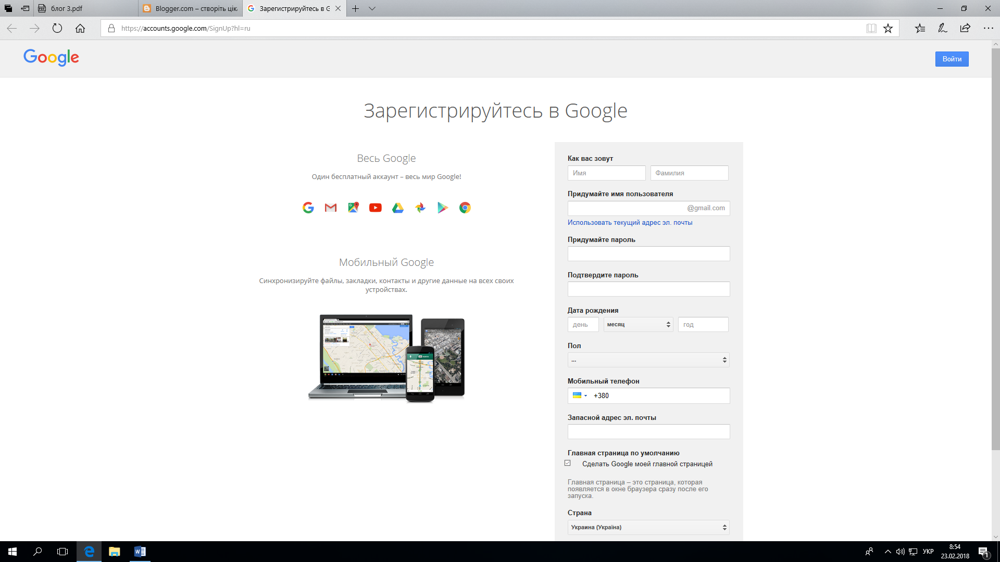 блог 3.pdf
Blogger.com – створіть ціка
Зарегистрируйтесь в G
https://accounts.google.com/SignUp?hl=ru
Google
Войти
Зарегистрируйтесь в Google
Весь Google
Один бесплатный аккаунт – весь мир Google!
Мобильный Google
Синхронизируйте файлы, закладки, контакты и другие данные на всех своих
устройствах.
Как вас зовут
Имя
Фамилия
Придумайте имя пользователя
@gmail.com
Использовать текущий адрес эл. почты
Придумайте пароль
Подтвердите пароль
Дата рождения
день
месяц
год
Пол
...
Мобильный телефон
+380
Запасной адрес эл. почты
Главная страница по умолчанию
Сделать Google моей главной страницей
Главная страница – это страница, которая
появляется в окне браузера сразу после его
запуска.
Страна
Украина (Україна)
УКР
8:54
23.02.2018
1